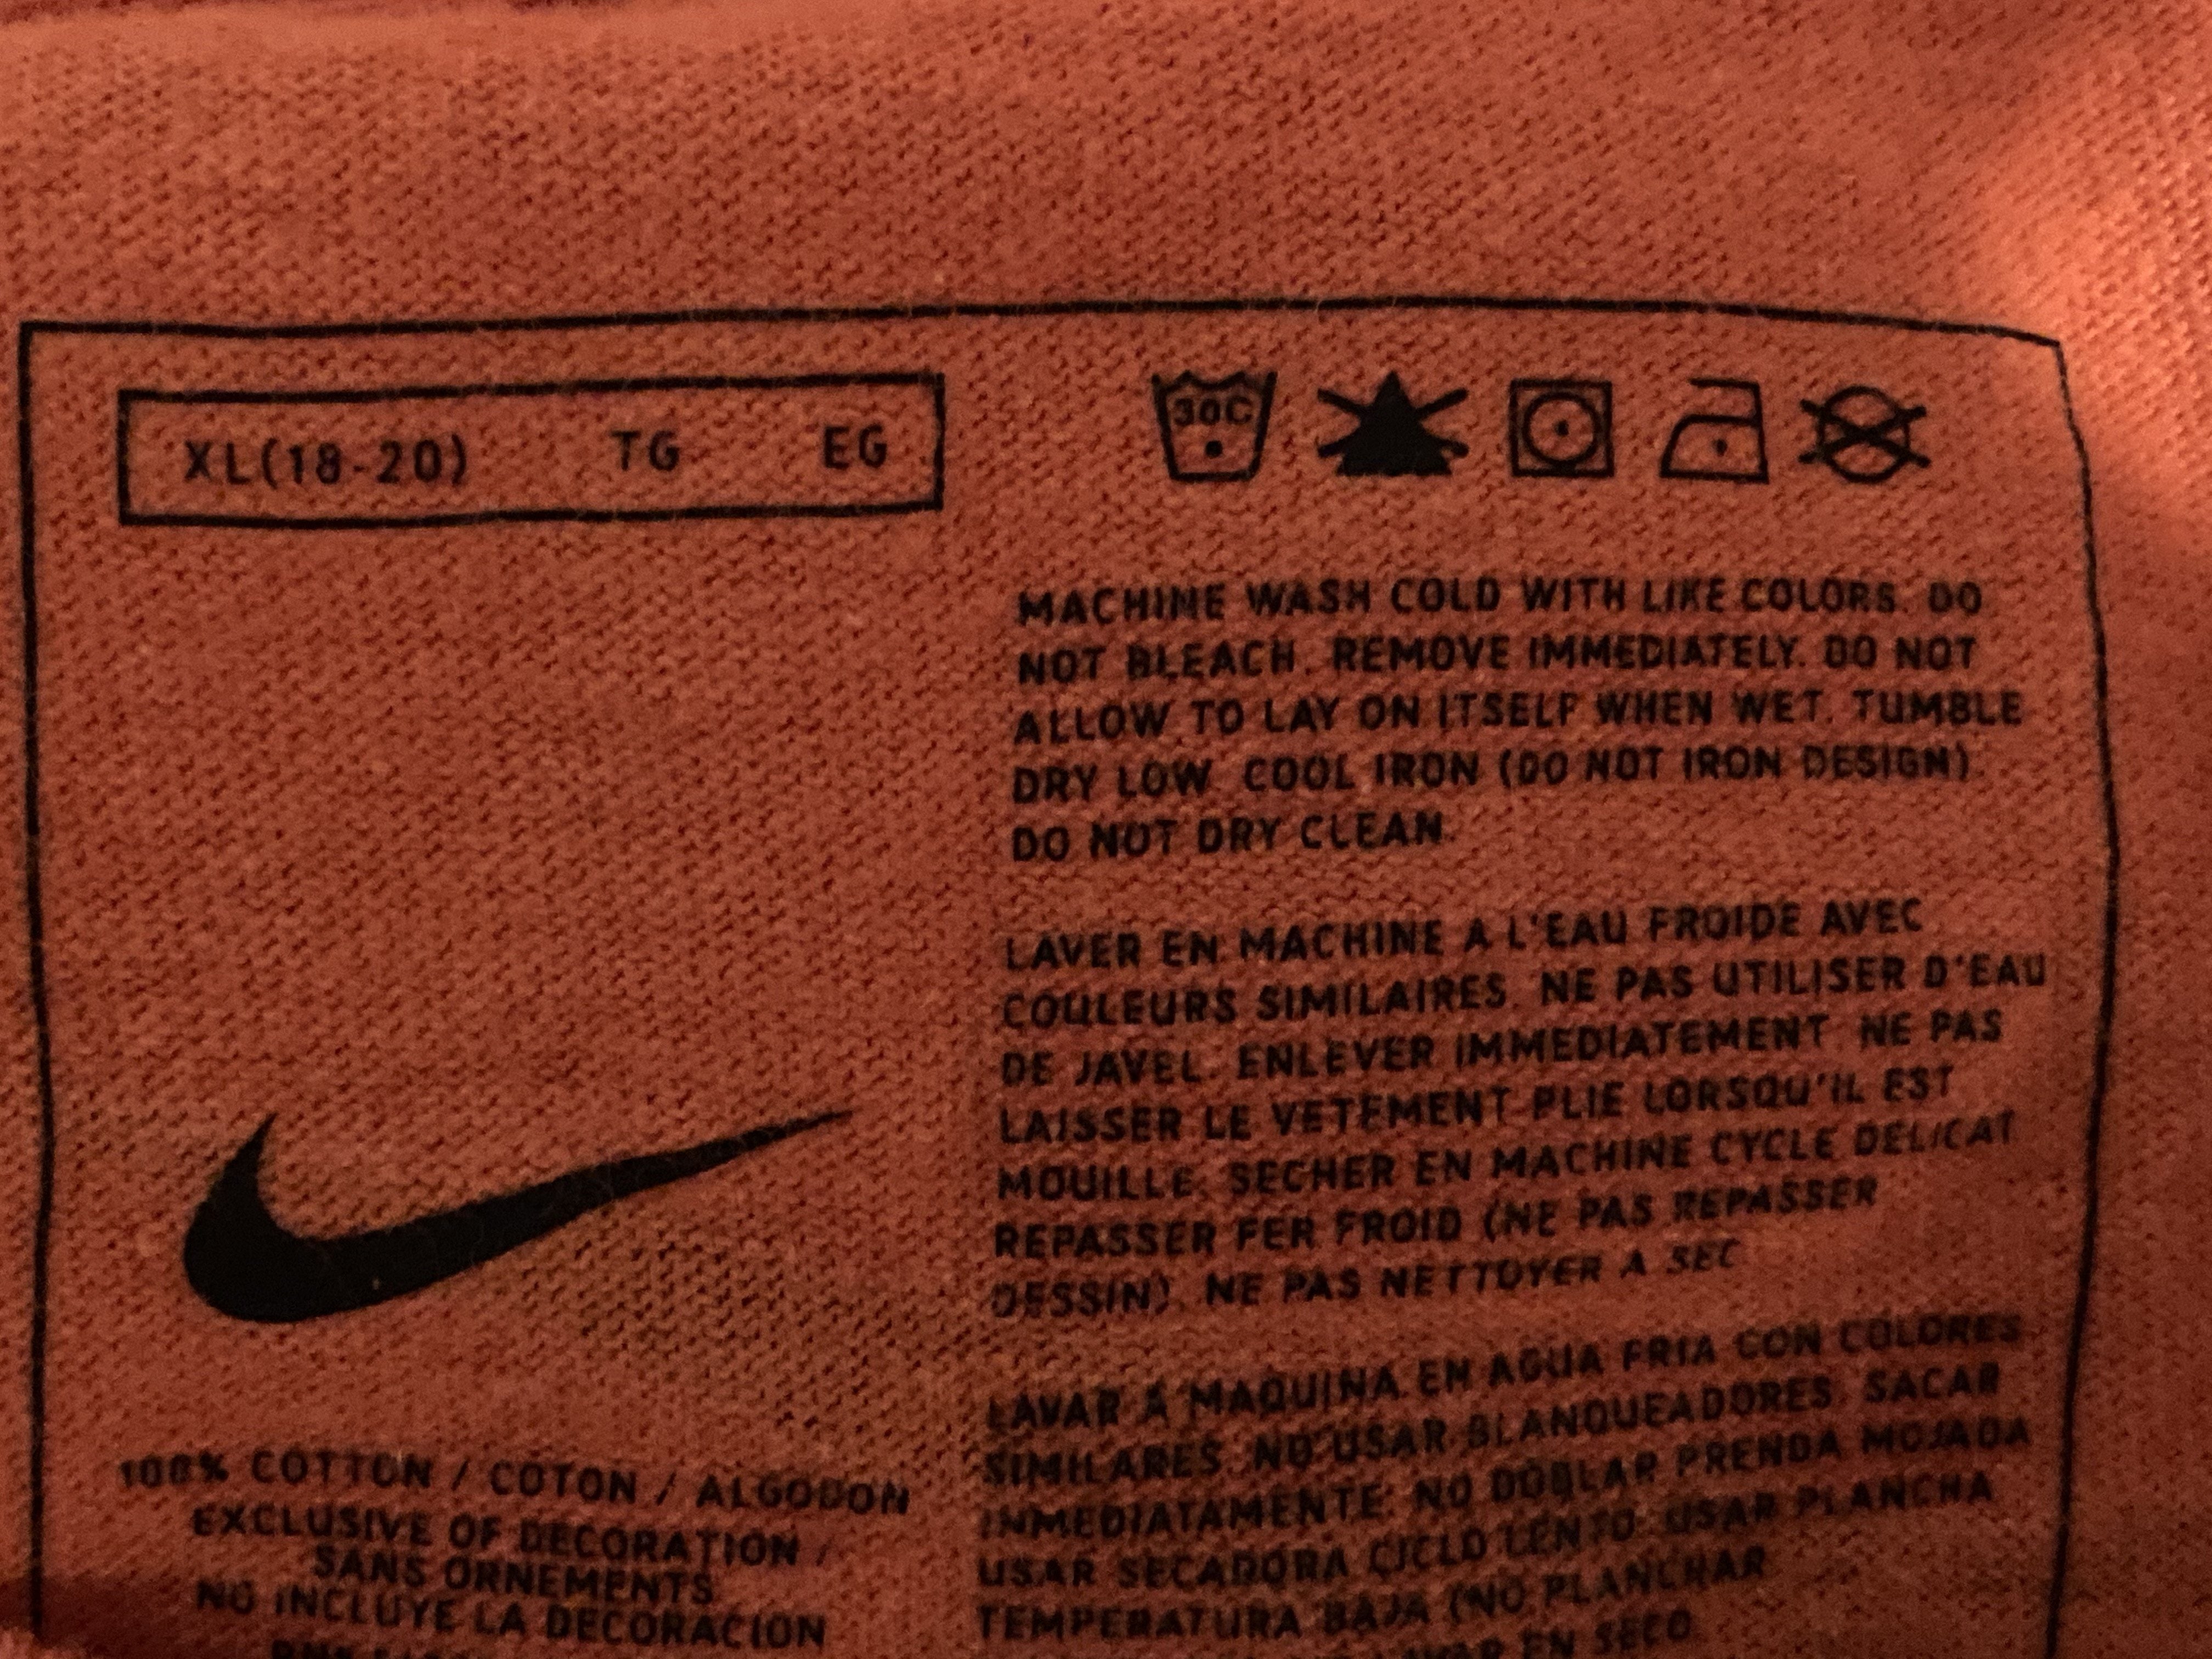 XL(18-20) TG EG
30C
MACHINE WASH COLD WITH LIKE COLORS. DO
NOT BLEACH. REMOVE IMMEDIATELY. DO NOT
ALLOW TO LAY ON ITSELF WHEN WET. TUMBLE
DRY LOW. COOL IRON (DO NOT IRON DESIGN).
DO NOT DRY CLEAN.
LAVER EN MACHINE A L'EAU FROIDE AVEC
COULEURS SIMILAIRES. NE PAS UTILISER D'EAU
DE JAVEL. ENLEVER IMMEDIATEMENT. NE PAS
LAISSER LE VETEMENT PLIE LORSQU'IL EST
MOUILLE. SECHER EN MACHINE CYCLE DELICAT
REPASSER FER FROID (NE PAS REPASSER
DESSIN). NE PAS NETTOYER A SEC
LAVAR A MAQUINA EN AGUA FRIA CON COLORES
SIMILARES. NO USAR BLANQUEADORES. SACAR
INMEDIATAMENTE. NO DOBLAR PRENDA MOJADA
USAR SECADORA CICLO LENTO. USAR PLANCHA
TEMPERATURA BAJA (NO PLANCHAR
EN SECO
100% COTTON / COTON / ALGODON
EXCLUSIVE OF DECORATION /
SANS ORNEMENTS
NO INCLUYE LA DECORACION